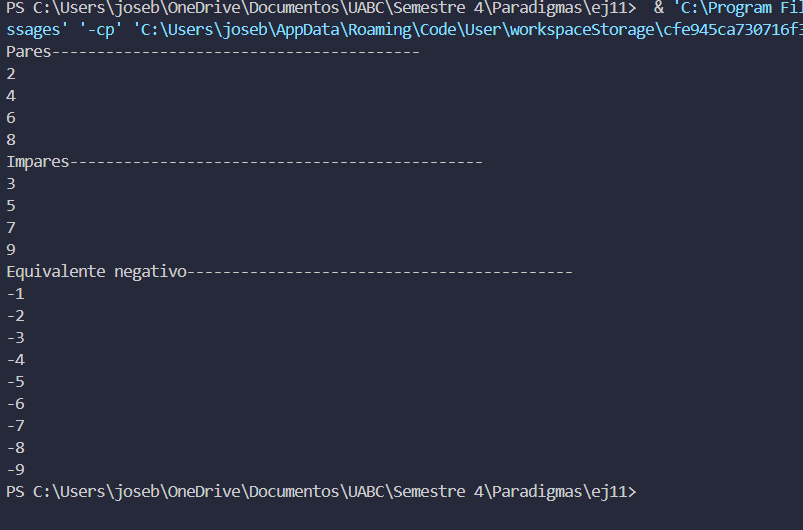 PS C:\Users\joseb\OneDrive\Documentos\UABC\Semestre 4\Paradigmas\ej11>  & 'C:\Program Fil
ssages' '-cp' 'C:\Users\joseb\AppData\Roaming\Code\User\workspaceStorage\cfe945ca730716f3
Pares-----------------------------------------
2
4
6
8
Impares----------------------------------------------
3
5
7
9
Equivalente negativo-------------------------------------------
-1
-2
-3
-4
-5
-6
-7
-8
-9
PS C:\Users\joseb\OneDrive\Documentos\UABC\Semestre 4\Paradigmas\ej11>